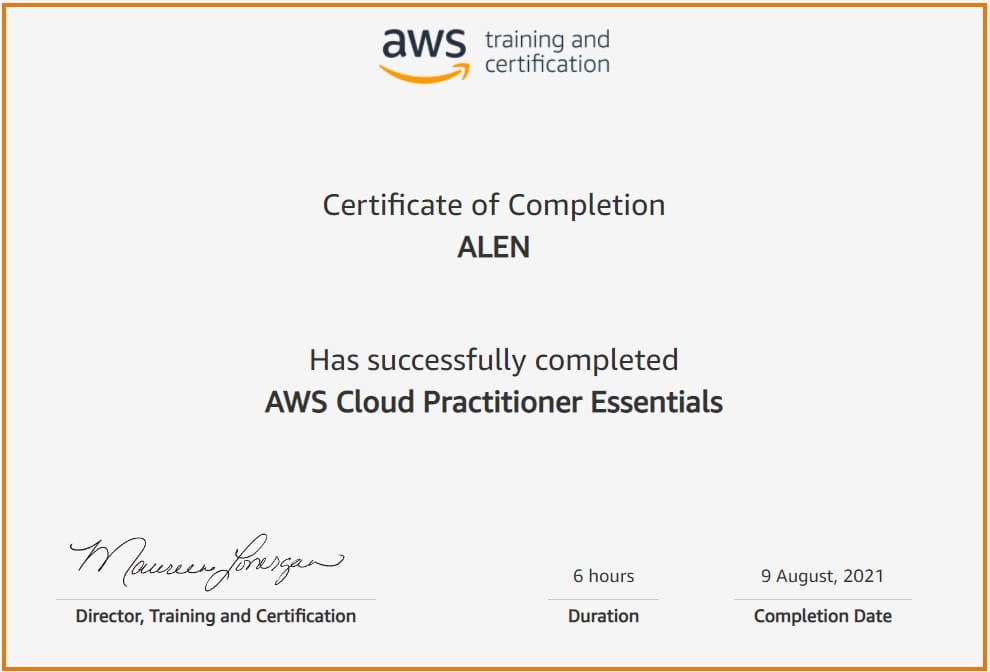 aws training and
certification
Certificate of Completion
ALEN
Has successfully completed
AWS Cloud Practitioner Essentials
Maureen Lonergan
Director, Training and Certification
6 hours
Duration
9 August, 2021
Completion Date